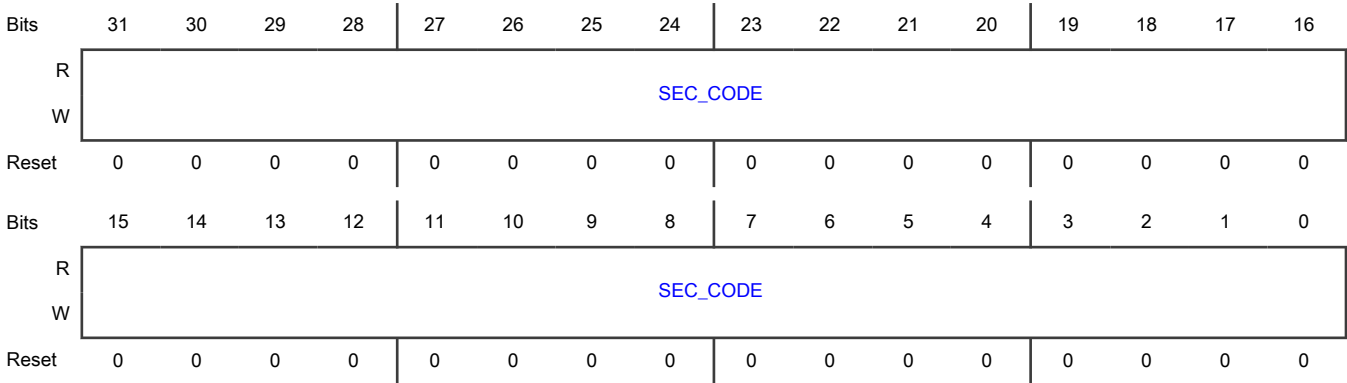 Bits 31 30 29 28 27 26 25 24 23 22 21 20 19 18 17 16
R
SEC_CODE
W
Reset 0 0 0 0 0 0 0 0 0 0 0 0 0 0 0 0
Bits 15 14 13 12 11 10 9 8 7 6 5 4 3 2 1 0
R
SEC_CODE
W
Reset 0 0 0 0 0 0 0 0 0 0 0 0 0 0 0 0